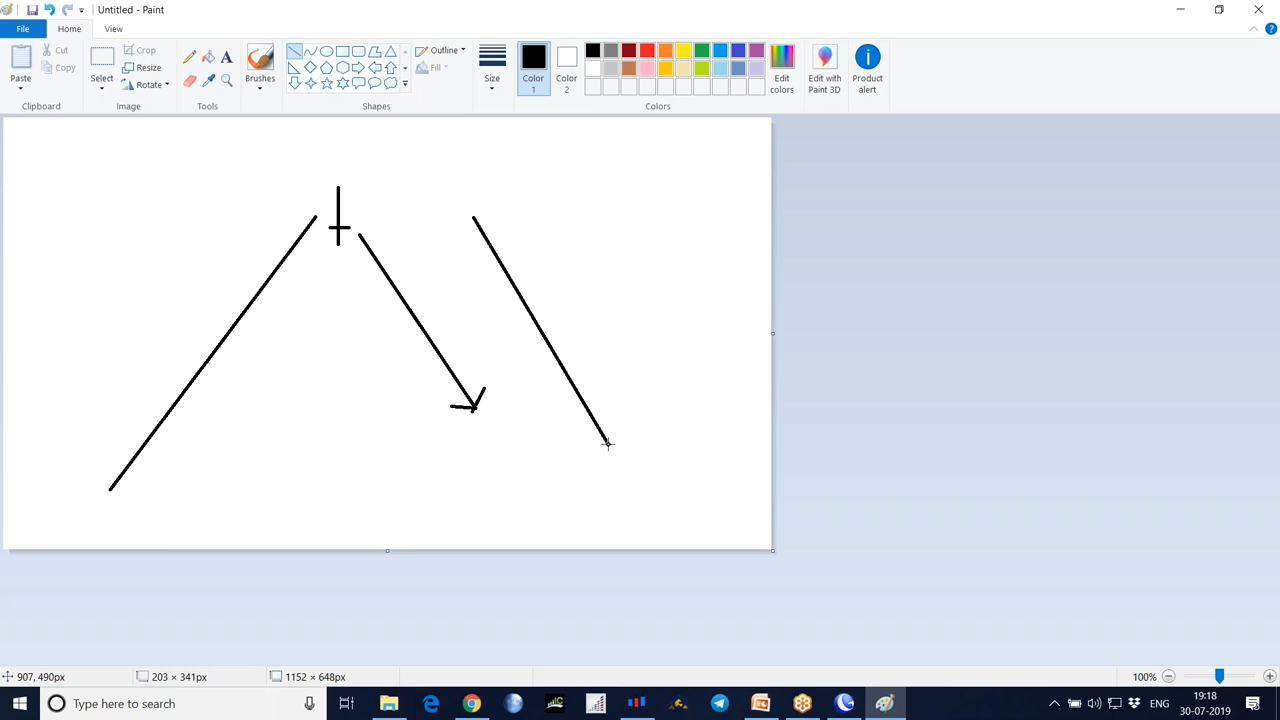 Untitled - Paint
File
Home
View
Paste
Cut
Copy
Clipboard
Select
Crop
Resize
Rotate
Image
Tools
Brushes
Shapes
Outline
Fill
Size
Color 1
Color 2
Colors
Edit colors
Edit with Paint 3D
Product alert
907, 490px
203 × 341px
1152 × 648px
100%
Type here to search
ENG
19:18
30-07-2019